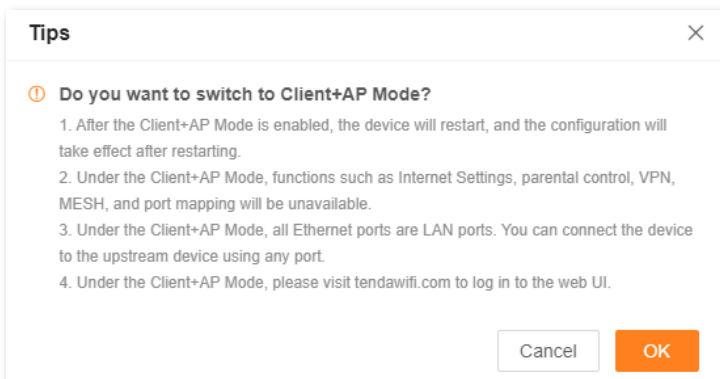 Tips
Do you want to switch to Client+AP Mode?
1. After the Client+AP Mode is enabled, the device will restart, and the configuration will
take effect after restarting.
2. Under the Client+AP Mode, functions such as Internet Settings, parental control, VPN,
MESH, and port mapping will be unavailable.
3. Under the Client+AP Mode, all Ethernet ports are LAN ports. You can connect the device
to the upstream device using any port.
4. Under the Client+AP Mode, please visit tendawifi.com to log in to the web UI.
Cancel OK